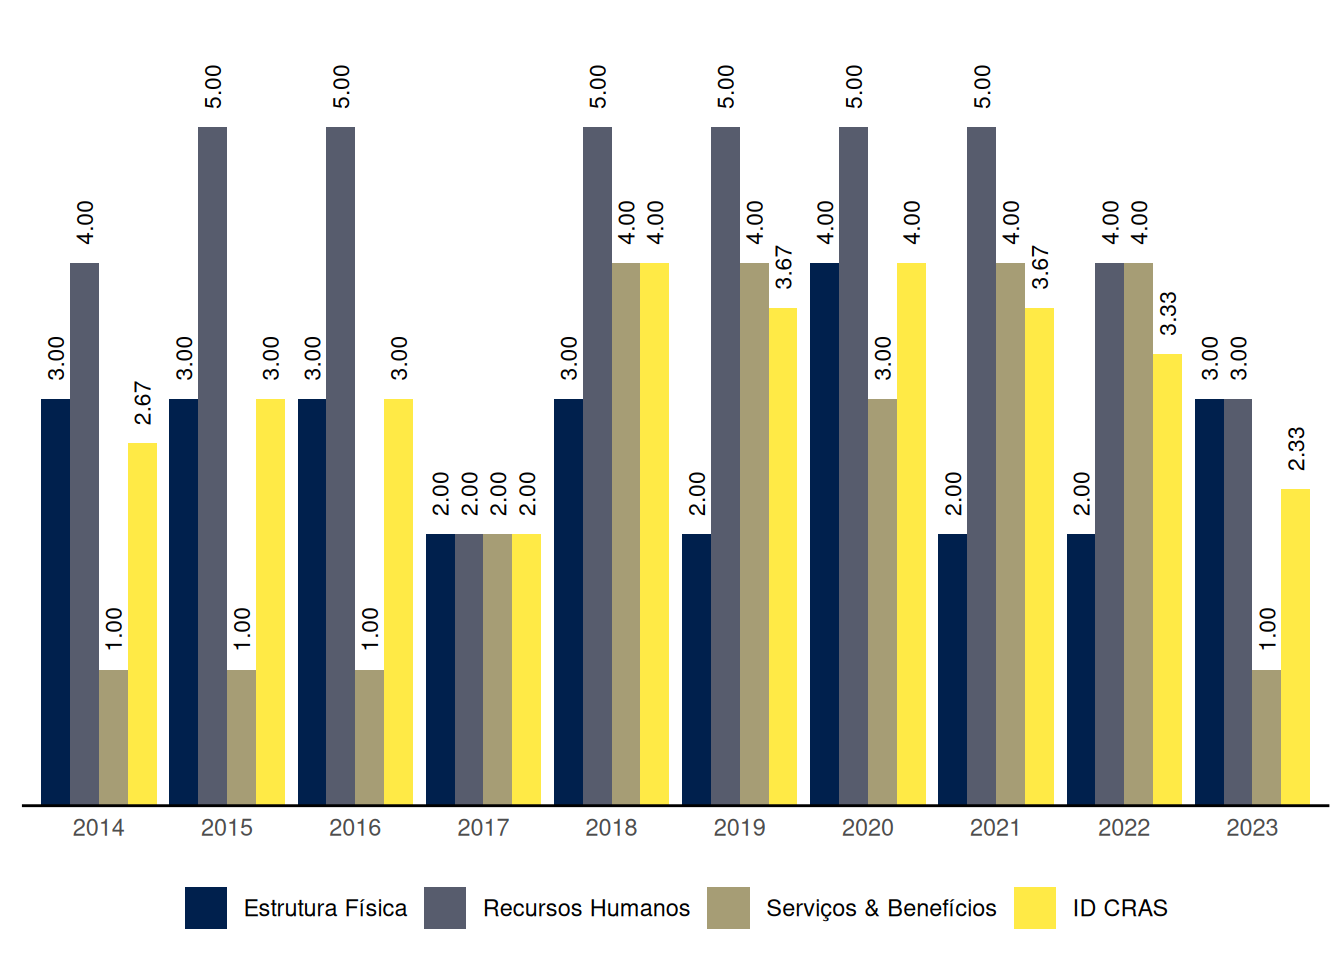 5.00 5.00 5.00 5.00 5.00 5.00
4.00 4.00 4.00 4.00 4.00 4.00 4.00 4.00 4.00
3.67 3.67
3.33
3.00 3.00 3.00 3.00 3.00 3.00 3.00 3.00 3.00
2.67
2.33
2.00 2.00 2.00 2.00 2.00 2.00 2.00
1.00 1.00 1.00 1.00
2014 2015 2016 2017 2018 2019 2020 2021 2022 2023
Estrutura Física Recursos Humanos Serviços & Benefícios ID CRAS